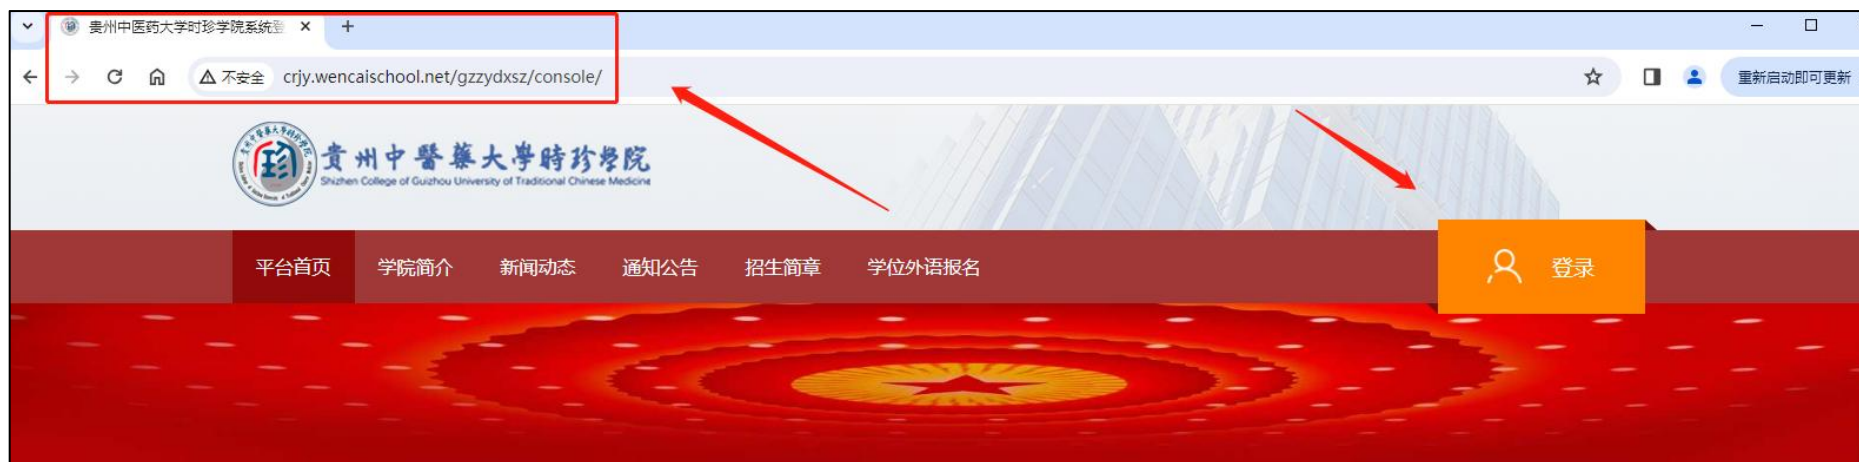 贵州中医药大学时珍学院系统登
不安全 crjy.wencaischool.net/gzzydxsz/console/
重新启动即可更新
貴州中醫藥大學時珍學院
Shizhen College of Guizhou University of Traditional Chinese Medicine
平台首页 学院简介 新闻动态 通知公告 招生简章 学位外语报名
登录